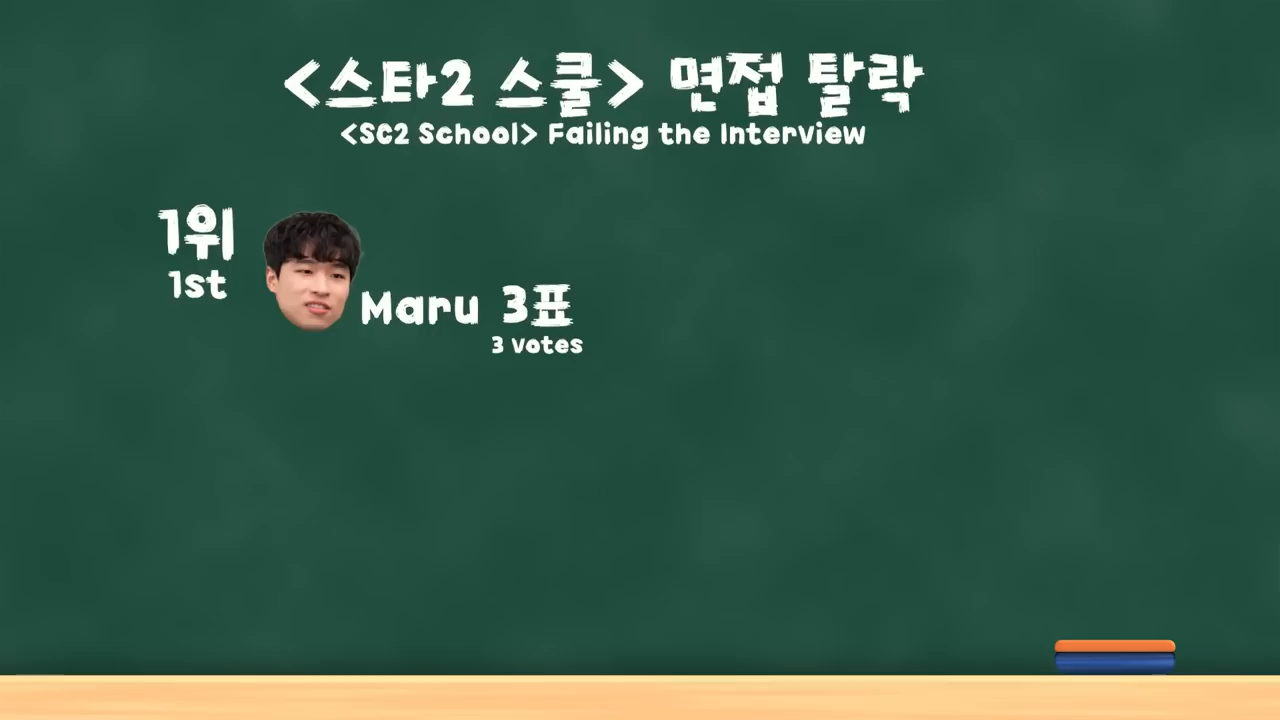 <스타2 스쿨> 면접 탈락
<SC2 School> Failing the Interview
1위
1st
Maru 3표
3 votes